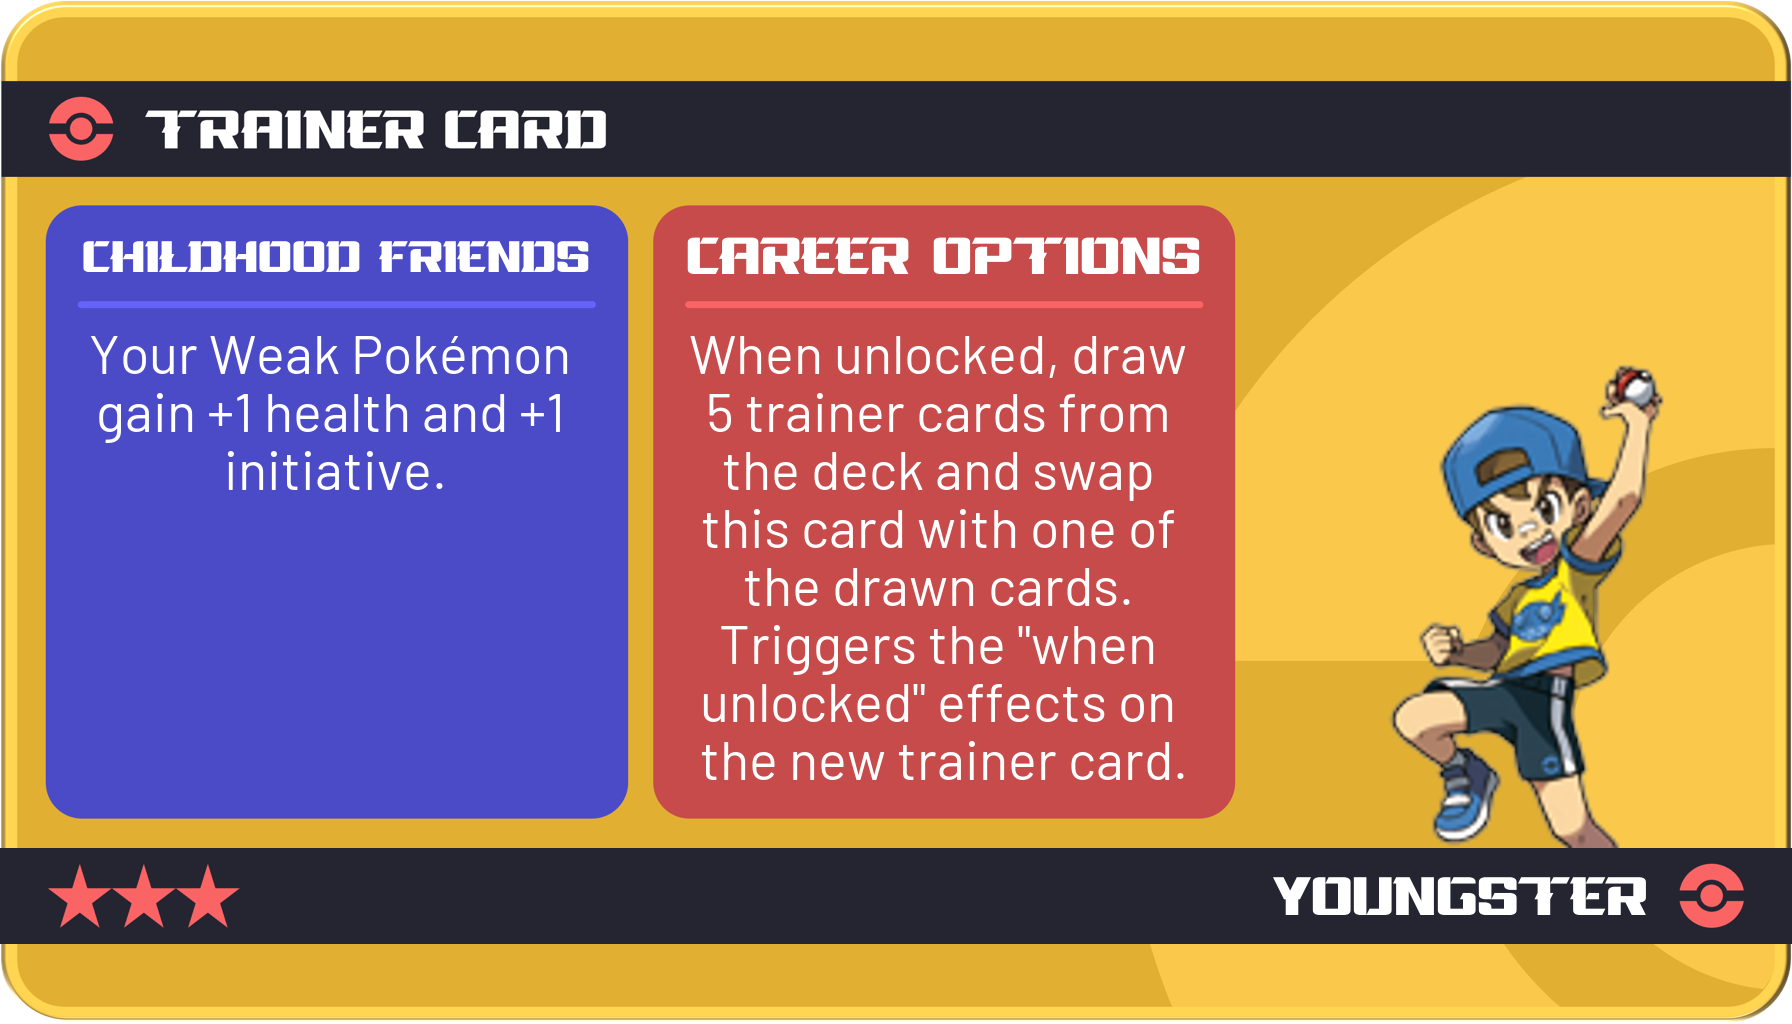 TRAINER CARD
CHILDHOOD FRIENDS
Your Weak Pokémon
gain +1 health and +1
initiative.
CAREER OPTIONS
When unlocked, draw
5 trainer cards from
the deck and swap
this card with one of
the drawn cards.
Triggers the "when
unlocked" effects on
the new trainer card.
YOUNGSTER